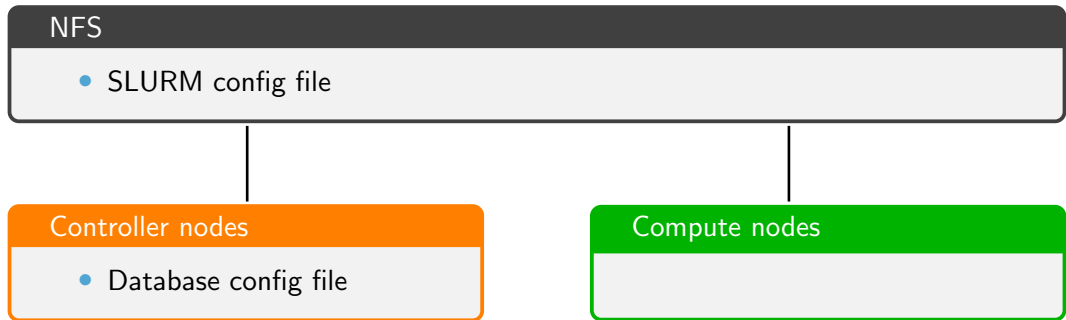 NFS
SLURM config file
Controller nodes
Database config file
Compute nodes